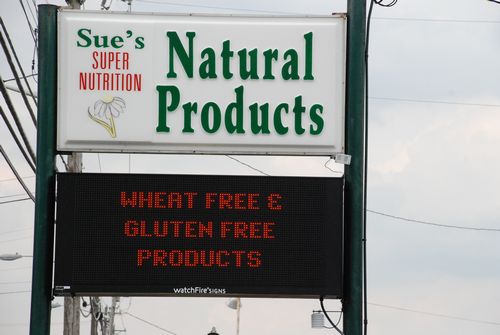 Sue's
SUPER
NUTRITION
Natural
Products
WHEAT FREE &
GLUTEN FREE
PRODUCTS
watchFire SIGNS